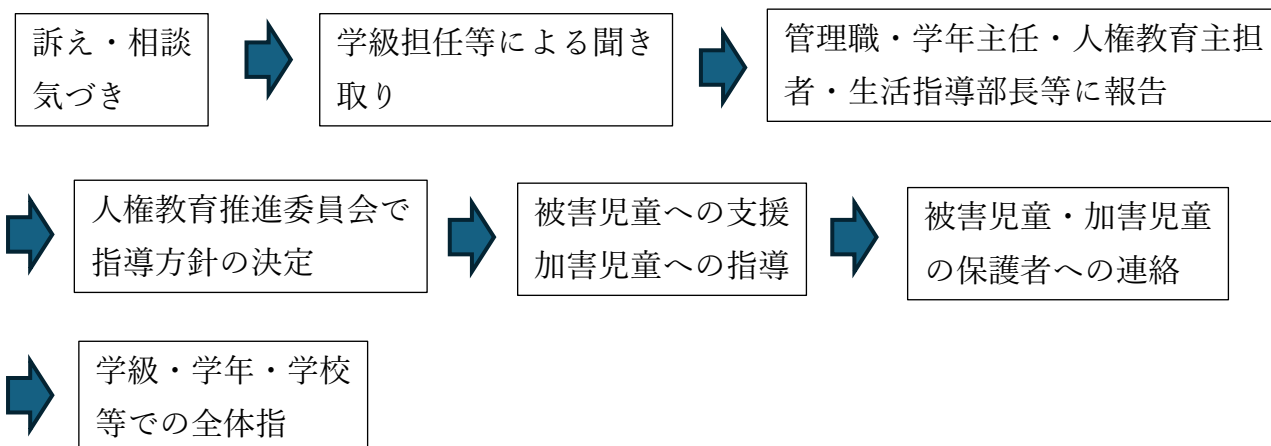 訴え・相談
気づき
学級担任等による聞き
取り
管理職・学年主任・人権教育主担
者・生活指導部長等に報告
人権教育推進委員会で
指導方針の決定
被害児童への支援
加害児童への指導
被害児童・加害児童
の保護者への連絡
学級・学年・学校
等での全体指